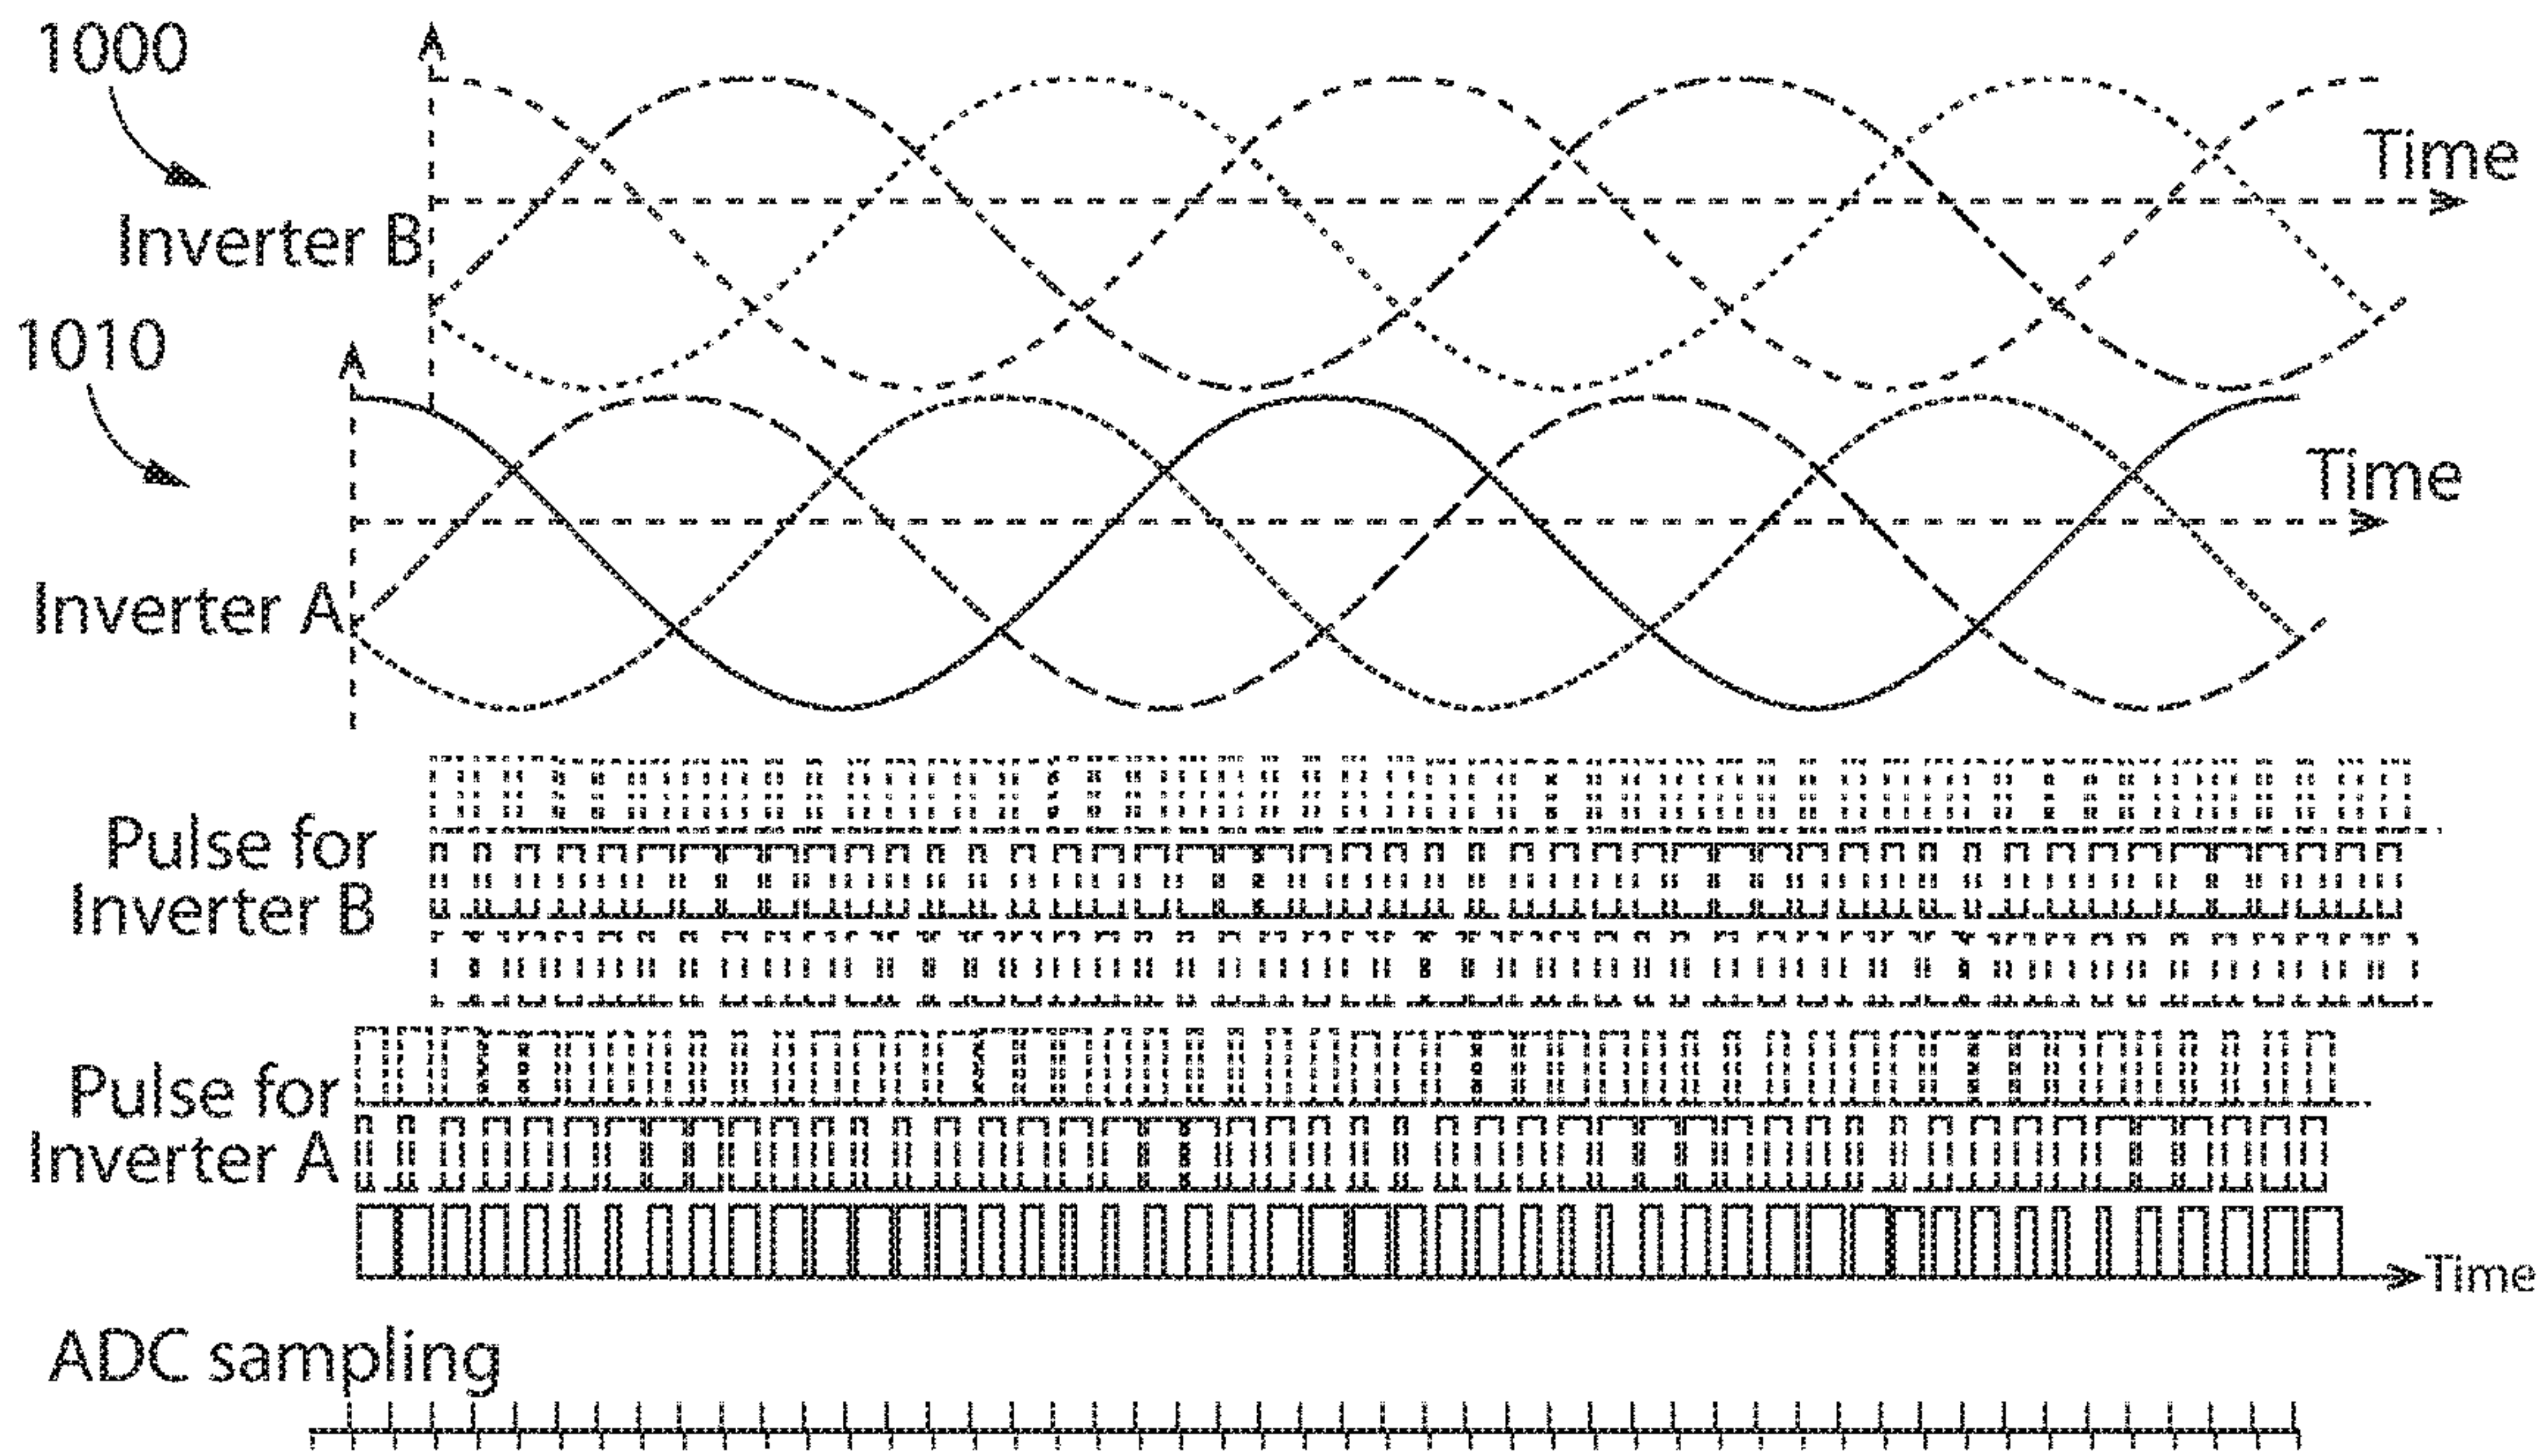 1000
Time
Inverter B
1010
Time
Inverter A
Pulse for
Inverter B
Pulse for
Inverter A
Time
ADC sampling